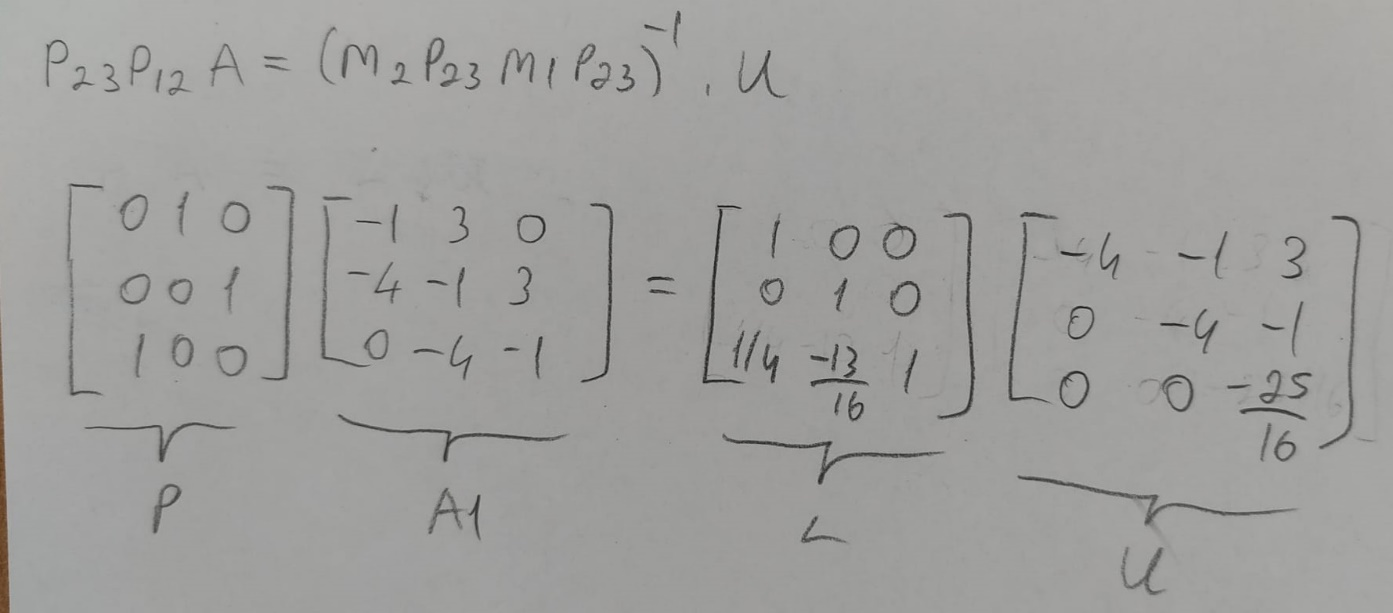 P₂₃P₁₂ A = (M₂P₂₃ M₁ P₂₃)⁻¹ . U
[0 1 0] [-1 3 0] [1 0 0] [-4 -1 3]
[0 0 1] [-4 -1 3] = [0 1 0] [0 -4 -1]
[1 0 0] [0 -4 -1] [1/4 -13/16 1] [0 0 -25/16]
P A1 L U